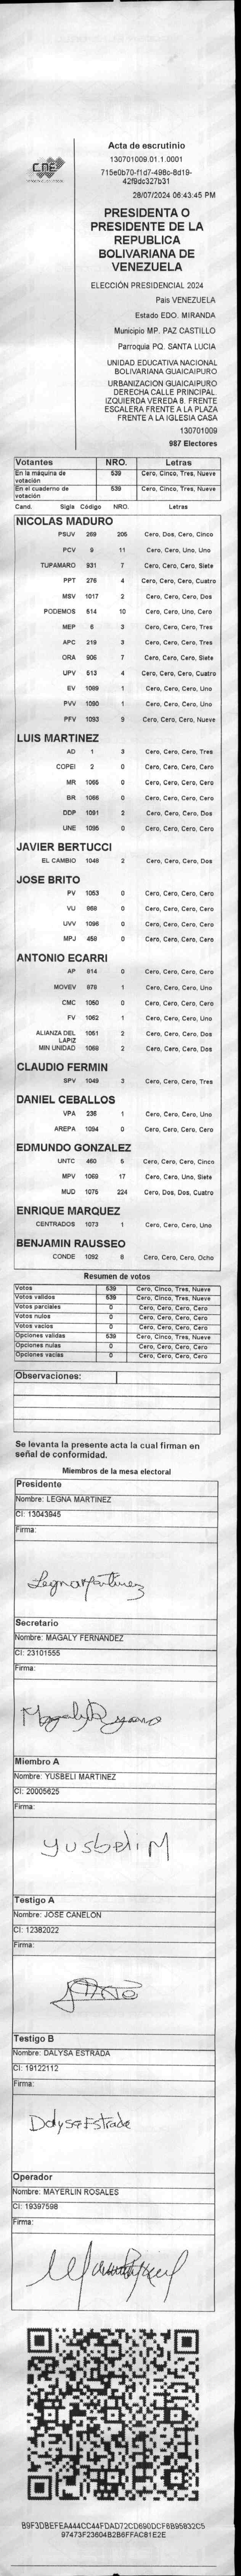 CNE
Acta de escrutinio
130701009.01.1.0001
715e0b70-f1d7-498c-8d19-
42f9dc327b31
28/07/2024 06:43:45 PM
PRESIDENTA O
PRESIDENTE DE LA
REPUBLICA
BOLIVARIANA DE
VENEZUELA
ELECCIÓN PRESIDENCIAL 2024
Pais VENEZUELA
Estado EDO. MIRANDA
Municipio MP. PAZ CASTILLO
Parroquia PQ. SANTA LUCIA
UNIDAD EDUCATIVA NACIONAL
BOLIVARIANA GUAICAIPURO
URBANIZACION GUAICAIPURO
DERECHA CALLE PRINCIPAL.
IZQUIERDA VEREDA 8. FRENTE
ESCALERA FRENTE A LA PLAZA
FRENTE A LA IGLESIA CASA
130701009
987 Electores
Votantes NRO. Letras
En la máquina de votación 539 Cero, Cinco, Tres, Nueve
En el cuaderno de votación 539 Cero, Cinco, Tres, Nueve
Cand. Sigla Código NRO. Letras
NICOLAS MADURO
PSUV 269 205 Cero, Dos, Cero, Cinco
PCV 9 11 Cero, Cero, Uno, Uno
TUPAMARO 931 7 Cero, Cero, Cero, Siete
PPT 276 4 Cero, Cero, Cero, Cuatro
MSV 1017 2 Cero, Cero, Cero, Dos
PODEMOS 514 10 Cero, Cero, Uno, Cero
MEP 6 3 Cero, Cero, Cero, Tres
APC 219 3 Cero, Cero, Cero, Tres
ORA 906 7 Cero, Cero, Cero, Siete
UPV 513 4 Cero, Cero, Cero, Cuatro
EV 1089 1 Cero, Cero, Cero, Uno
PVV 1090 1 Cero, Cero, Cero, Uno
PFV 1093 9 Cero, Cero, Cero, Nueve
LUIS MARTINEZ
AD 1 3 Cero, Cero, Cero, Tres
COPEI 2 0 Cero, Cero, Cero, Cero
MR 1065 0 Cero, Cero, Cero, Cero
BR 1066 0 Cero, Cero, Cero, Cero
DDP 1091 2 Cero, Cero, Cero, Dos
UNE 1095 0 Cero, Cero, Cero, Cero
JAVIER BERTUCCI
EL CAMBIO 1048 2 Cero, Cero, Cero, Dos
JOSE BRITO
PV 1053 0 Cero, Cero, Cero, Cero
VU 868 0 Cero, Cero, Cero, Cero
UVV 1096 0 Cero, Cero, Cero, Cero
MPJ 458 0 Cero, Cero, Cero, Cero
ANTONIO ECARRI
AP 814 0 Cero, Cero, Cero, Cero
MOVEV 878 1 Cero, Cero, Cero, Uno
CMC 1050 0 Cero, Cero, Cero, Cero
FV 1062 1 Cero, Cero, Cero, Uno
ALIANZA DEL LAPIZ 1051 2 Cero, Cero, Cero, Dos
MIN UNIDAD 1068 2 Cero, Cero, Cero, Dos
CLAUDIO FERMIN
SPV 1049 3 Cero, Cero, Cero, Tres
DANIEL CEBALLOS
VPA 236 1 Cero, Cero, Cero, Uno
AREPA 1094 0 Cero, Cero, Cero, Cero
EDMUNDO GONZALEZ
UNTC 460 5 Cero, Cero, Cero, Cinco
MPV 1069 17 Cero, Cero, Uno, Siete
MUD 1075 224 Cero, Dos, Dos, Cuatro
ENRIQUE MARQUEZ
CENTRADOS 1073 1 Cero, Cero, Cero, Uno
BENJAMIN RAUSSEO
CONDE 1092 8 Cero, Cero, Cero, Ocho
Resumen de votos
Votos 539 Cero, Cinco, Tres, Nueve
Votos validos 539 Cero, Cinco, Tres, Nueve
Votos parciales 0 Cero, Cero, Cero, Cero
Votos nulos 0 Cero, Cero, Cero, Cero
Votos vacios 0 Cero, Cero, Cero, Cero
Opciones validas 539 Cero, Cinco, Tres, Nueve
Opciones nulas 0 Cero, Cero, Cero, Cero
Opciones vacias 0 Cero, Cero, Cero, Cero
Observaciones:
Se levanta la presente acta la cual firman en
señal de conformidad.
Miembros de la mesa electoral
Presidente
Nombre: LEGNA MARTINEZ
CI: 13043945
Firma:
Legna Martinez
Secretario
Nombre: MAGALY FERNANDEZ
CI: 23101555
Firma:
Miembro A
Nombre: YUSBELI MARTINEZ
CI: 20005625
Firma:
Yusbeli M
Testigo A
Nombre: JOSE CANELON
CI: 12382022
Firma:
Testigo B
Nombre: DALYSA ESTRADA
CI: 19122112
Firma:
Dalysa Estrada
Operador
Nombre: MAYERLIN ROSALES
CI: 19397598
Firma:
B9F3DBEFEA444CC44FDAD72CD690DCF8B95832C5
97473F23604B2B6FFAC81E2E